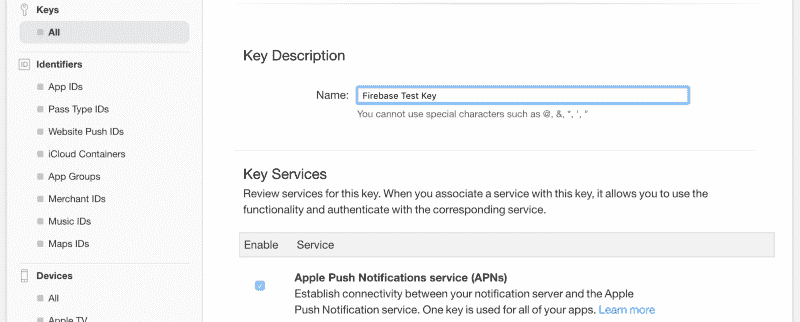 Keys
All
ID
Identifiers
App IDs
Pass Type IDs
Website Push IDs
iCloud Containers
App Groups
Merchant IDs
Music IDs
Maps IDs
Devices
All
Apple TV
Key Description
Name: Firebase Test Key
You cannot use special characters such as @, &, *, ', "
Key Services
Review services for this key. When you associate a service with this key, it allows you to use the
functionality and authenticate with the corresponding service.
Enable Service
Apple Push Notifications service (APNs)
Establish connectivity between your notification server and the Apple
Push Notification service. One key is used for all of your apps. Learn more